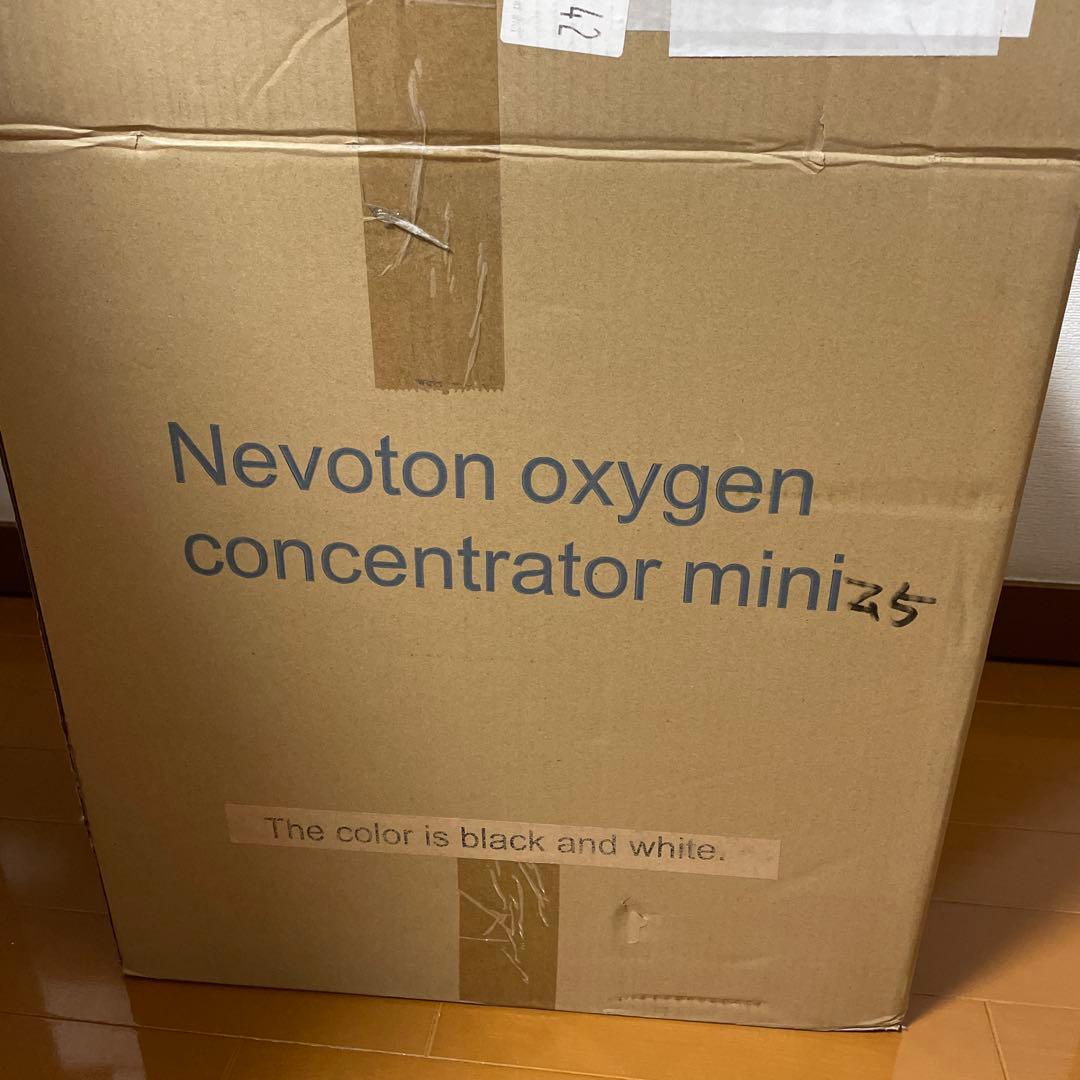 42
Nevoton oxygen
concentrator mini25
The color is black and white.